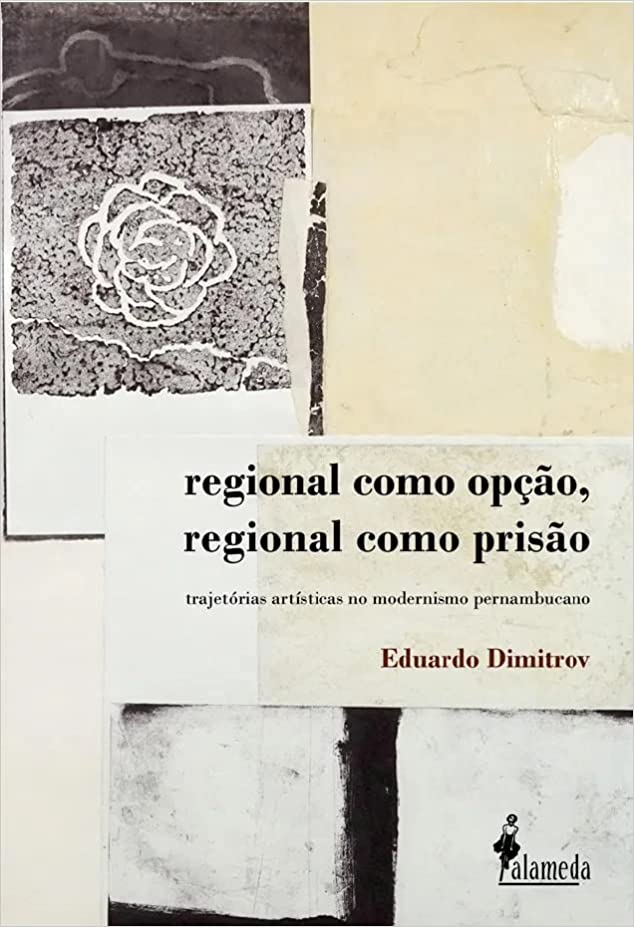 regional como opção,
regional como prisão
trajetórias artísticas no modernismo pernambucano
Eduardo Dimitrov
alameda